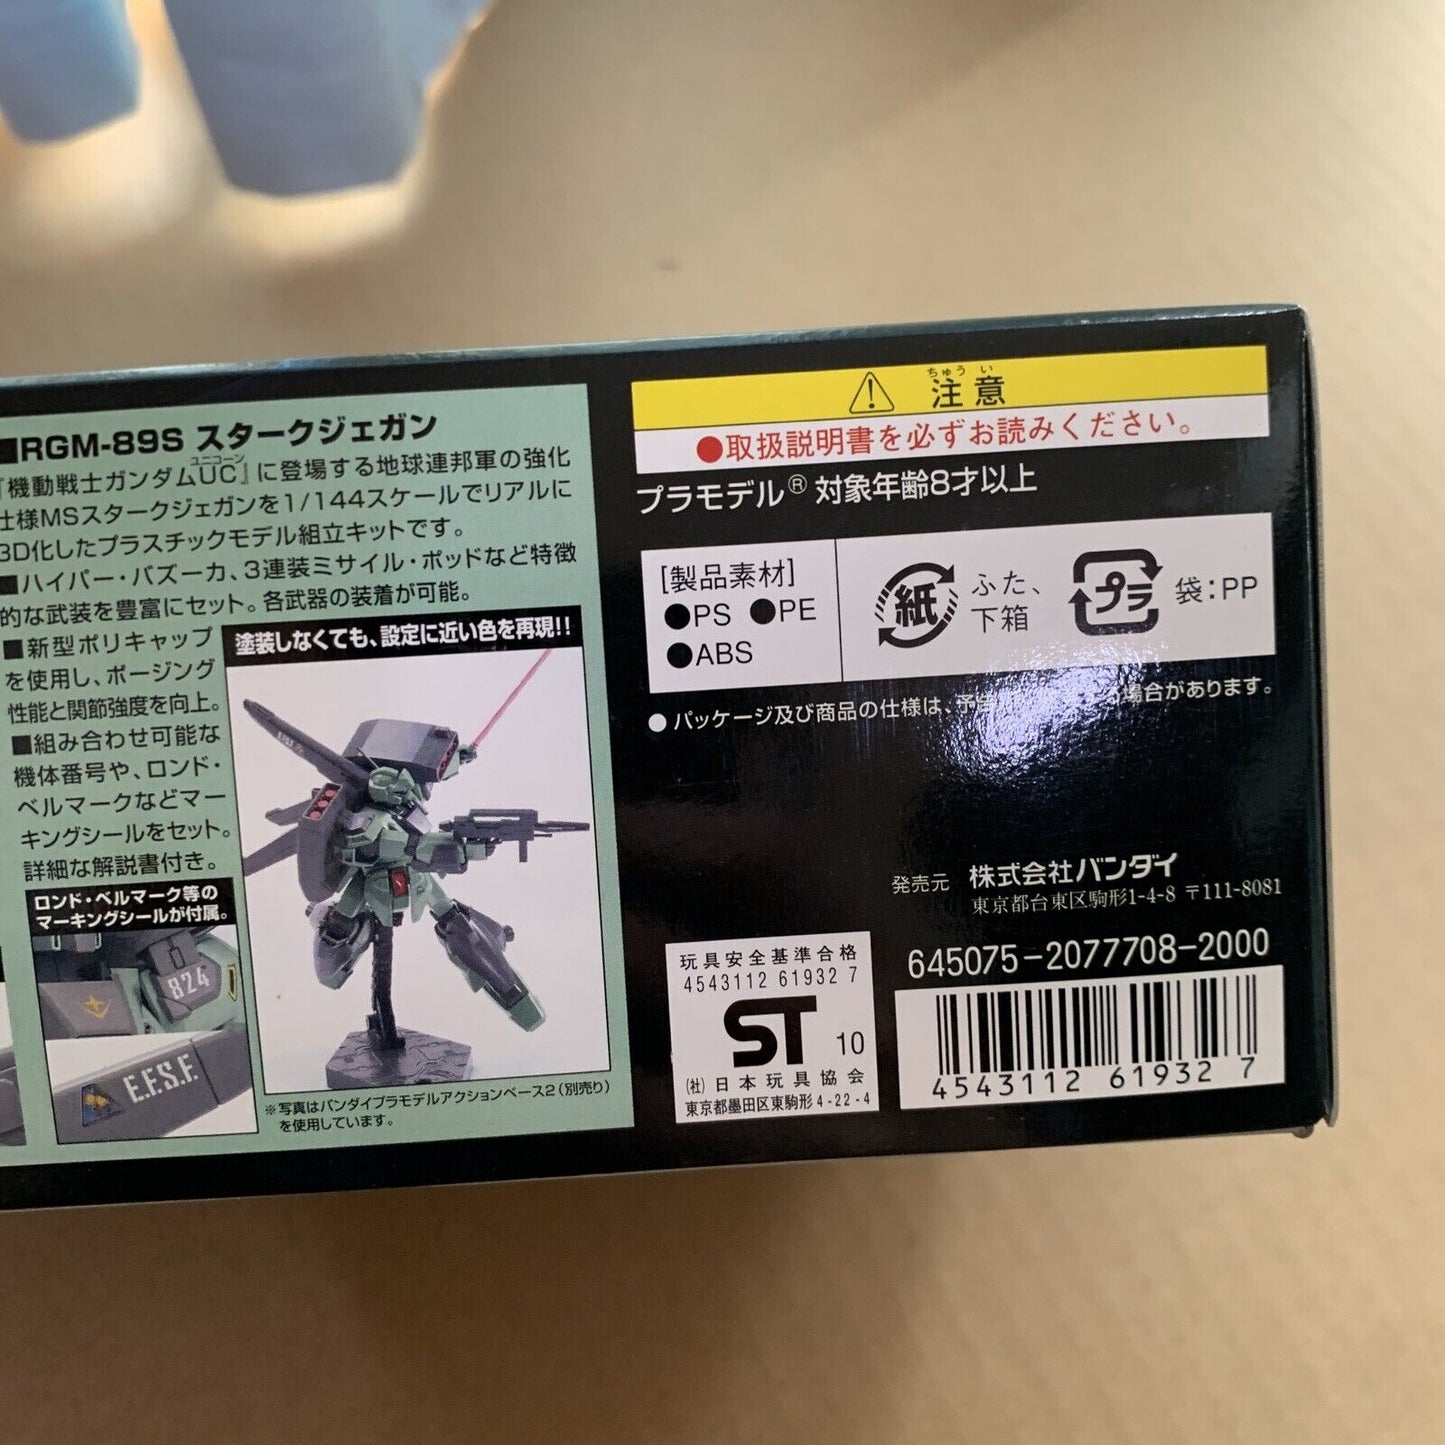 ■RGM-89S スタークジェガン
『機動戦士ガンダムUC』に登場する地球連邦軍の強化
ユニコーン
仕様MSスタークジェガンを1/144スケールでリアルに
3D化したプラスチックモデル組立キットです。
■ハイパー・バズーカ、3連装ミサイル・ポッドなど特徴
的な武装を豊富にセット。各武器の装着が可能。
■新型ポリキャップ
を使用し、ポージング
性能と関節強度を向上。
■組み合わせ可能な
機体番号や、ロンド・
ベルマークなどマー
キングシールをセット。
詳細な解説書付き。
塗装しなくても、設定に近い色を再現!!
ロンド・ベルマーク等の
マーキングシールが付属。
824
E.F.S.F.
※写真はバンダイプラモデルアクションベース2(別売り)
を使用しています。
ちゅう い
注意
●取扱説明書を必ずお読みください。
プラモデル® 対象年齢8才以上
[製品素材]
●PS ●PE
●ABS
紙
ふた、
下箱
プラ
袋:PP
●パッケージ及び商品の仕様は、予告 る場合があります。
発売元 株式会社バンダイ
東京都台東区駒形1-4-8 〒111-8081
645075-2077708-2000
玩具安全基準合格
4543112 61932 7
ST 10
(社)日本玩具協会
東京都墨田区東駒形4-22-4
4543112 61932 7